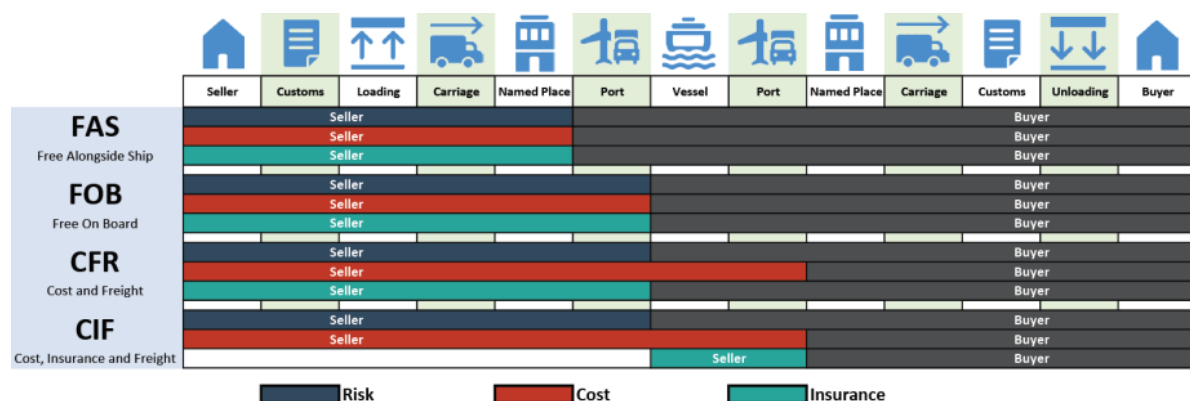 Seller Customs Loading Carriage Named Place Port Vessel Port Named Place Carriage Customs Unloading Buyer
FAS
Free Alongside Ship
Seller Buyer
Seller Buyer
Seller Buyer
FOB
Free On Board
Seller Buyer
Seller Buyer
Seller Buyer
CFR
Cost and Freight
Seller Buyer
Seller Buyer
Seller Buyer
CIF
Cost, Insurance and Freight
Seller Buyer
Seller Buyer
Seller Buyer
Risk Cost Insurance